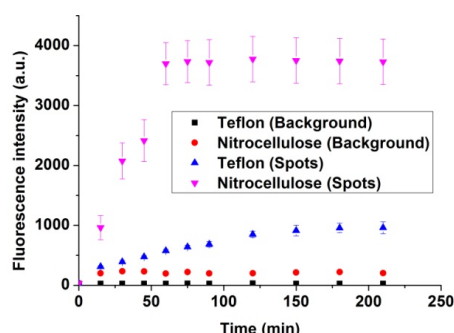 Fluorescence intensity (a.u.)
4000
3000
2000
1000
0
Teflon (Background)
Nitrocellulose (Background)
Teflon (Spots)
Nitrocellulose (Spots)
0 50 100 150 200 250
Time (min)